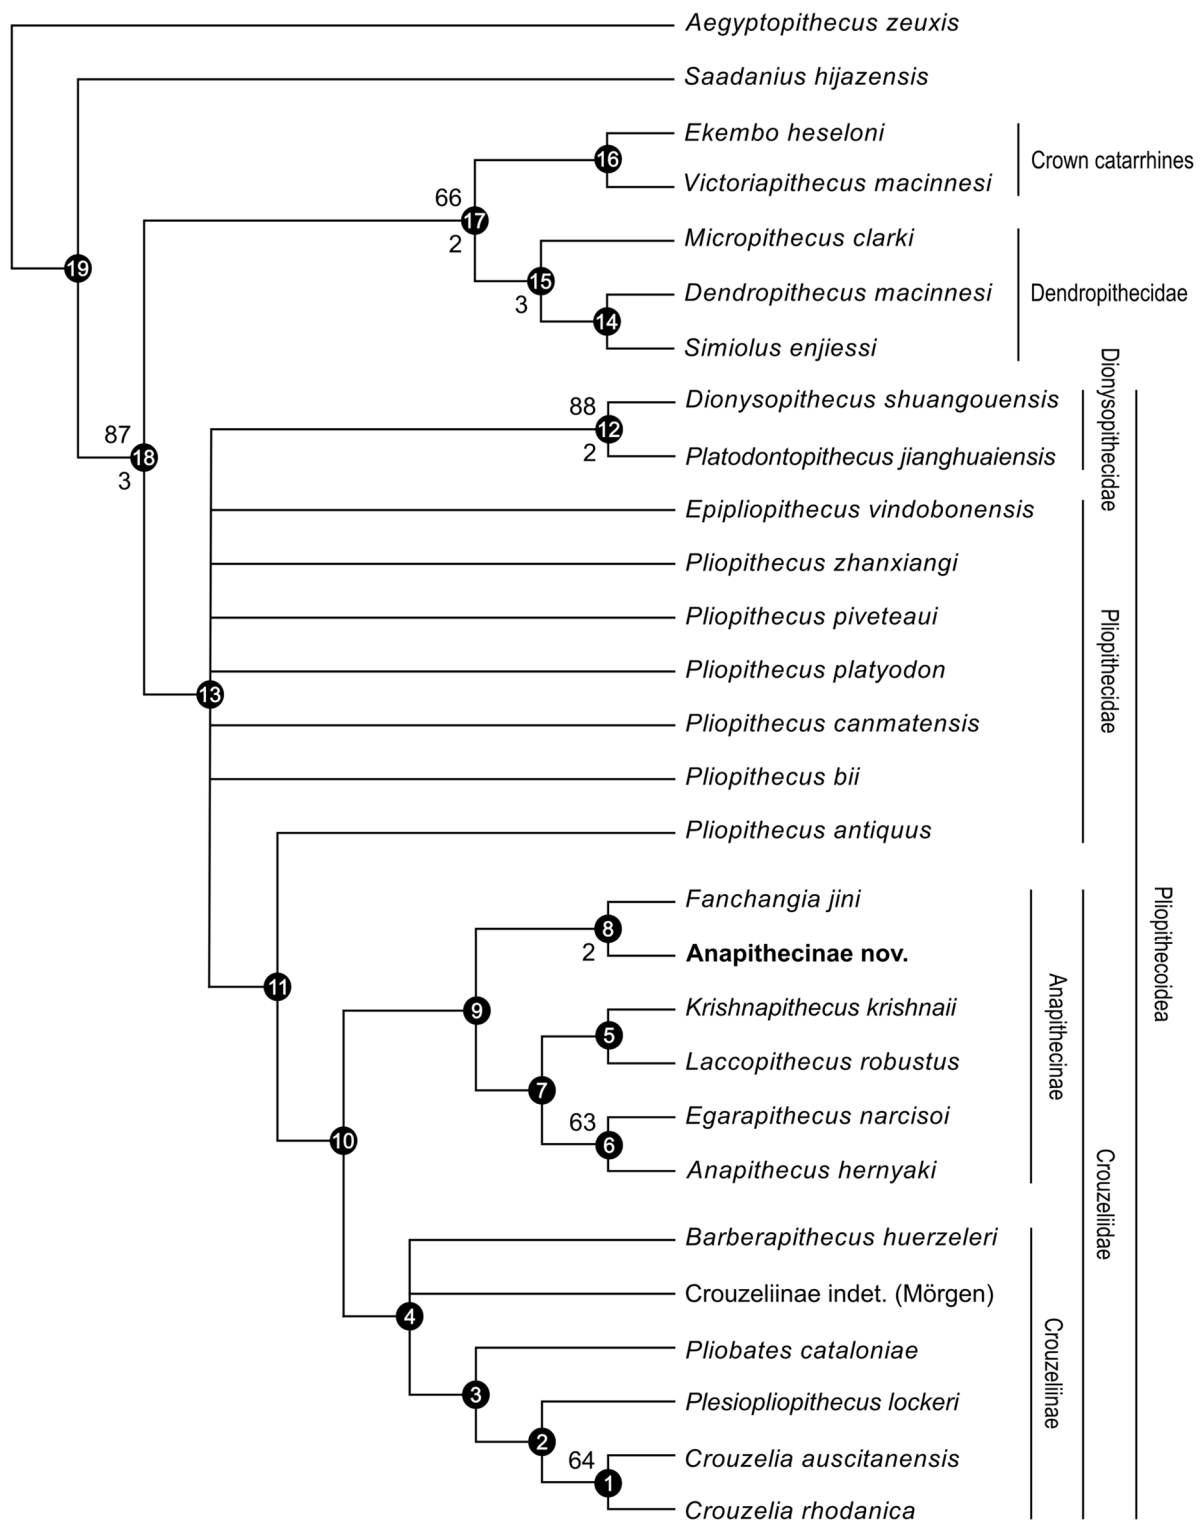 Aegyptopithecus zeuxis
Saadanius hijazensis
Ekembo heseloni
16
Crown catarrhines
Victoriapithecus macinnesi
66
17
2
Micropithecus clarki
19
15
3
Dendropithecus macinnesi
Dendropithecidae
14
Simiolus enjiessi
Dionysopithecidae
88
Dionysopithecus shuangouensis
12
2
87
18
3
Platodontopithecus jianghuaiensis
Epipliopithecus vindobonensis
Pliopithecus zhanxiangi
Pliopithecus piveteaui
Pliopithecidae
Pliopithecus platyodon
13
Pliopithecus canmatensis
Pliopithecus bii
Pliopithecus antiquus
Pliopithecoidea
Fanchangia jini
8
2
Anapithecinae nov.
11
9
Krishnapithecus krishnaii
5
Anapithecinae
Laccopithecus robustus
7
63
Egarapithecus narcisoi
10
6
Anapithecus hernyaki
Crouzeliidae
Barberapithecus huerzeleri
Crouzeliinae indet. (Mörgen)
4
Pliobates cataloniae
Crouzeliinae
3
Plesiopliopithecus lockeri
2
64
Crouzelia auscitanensis
1
Crouzelia rhodanica